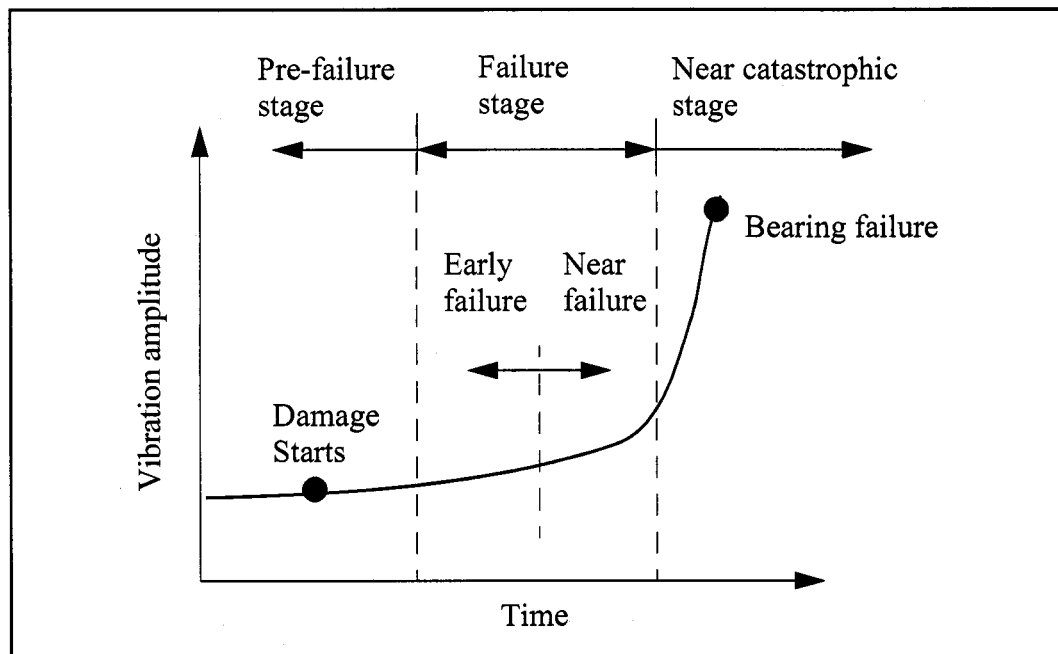 Pre-failure
stage
Failure
stage
Near catastrophic
stage
Bearing failure
Early
failure
Near
failure
Damage
Starts
Vibration amplitude
Time